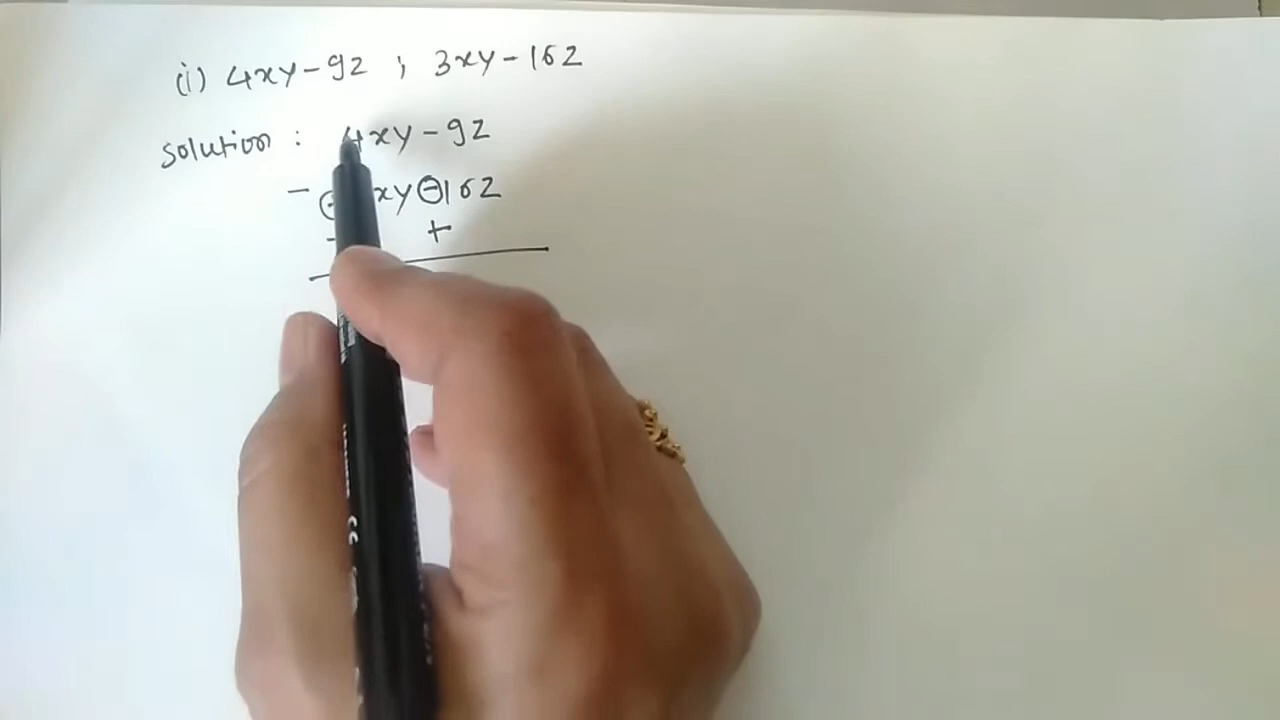 (i) 4xy-9z ; 3xy-16z
Solution : 4xy-9z
- xy-16z
- +